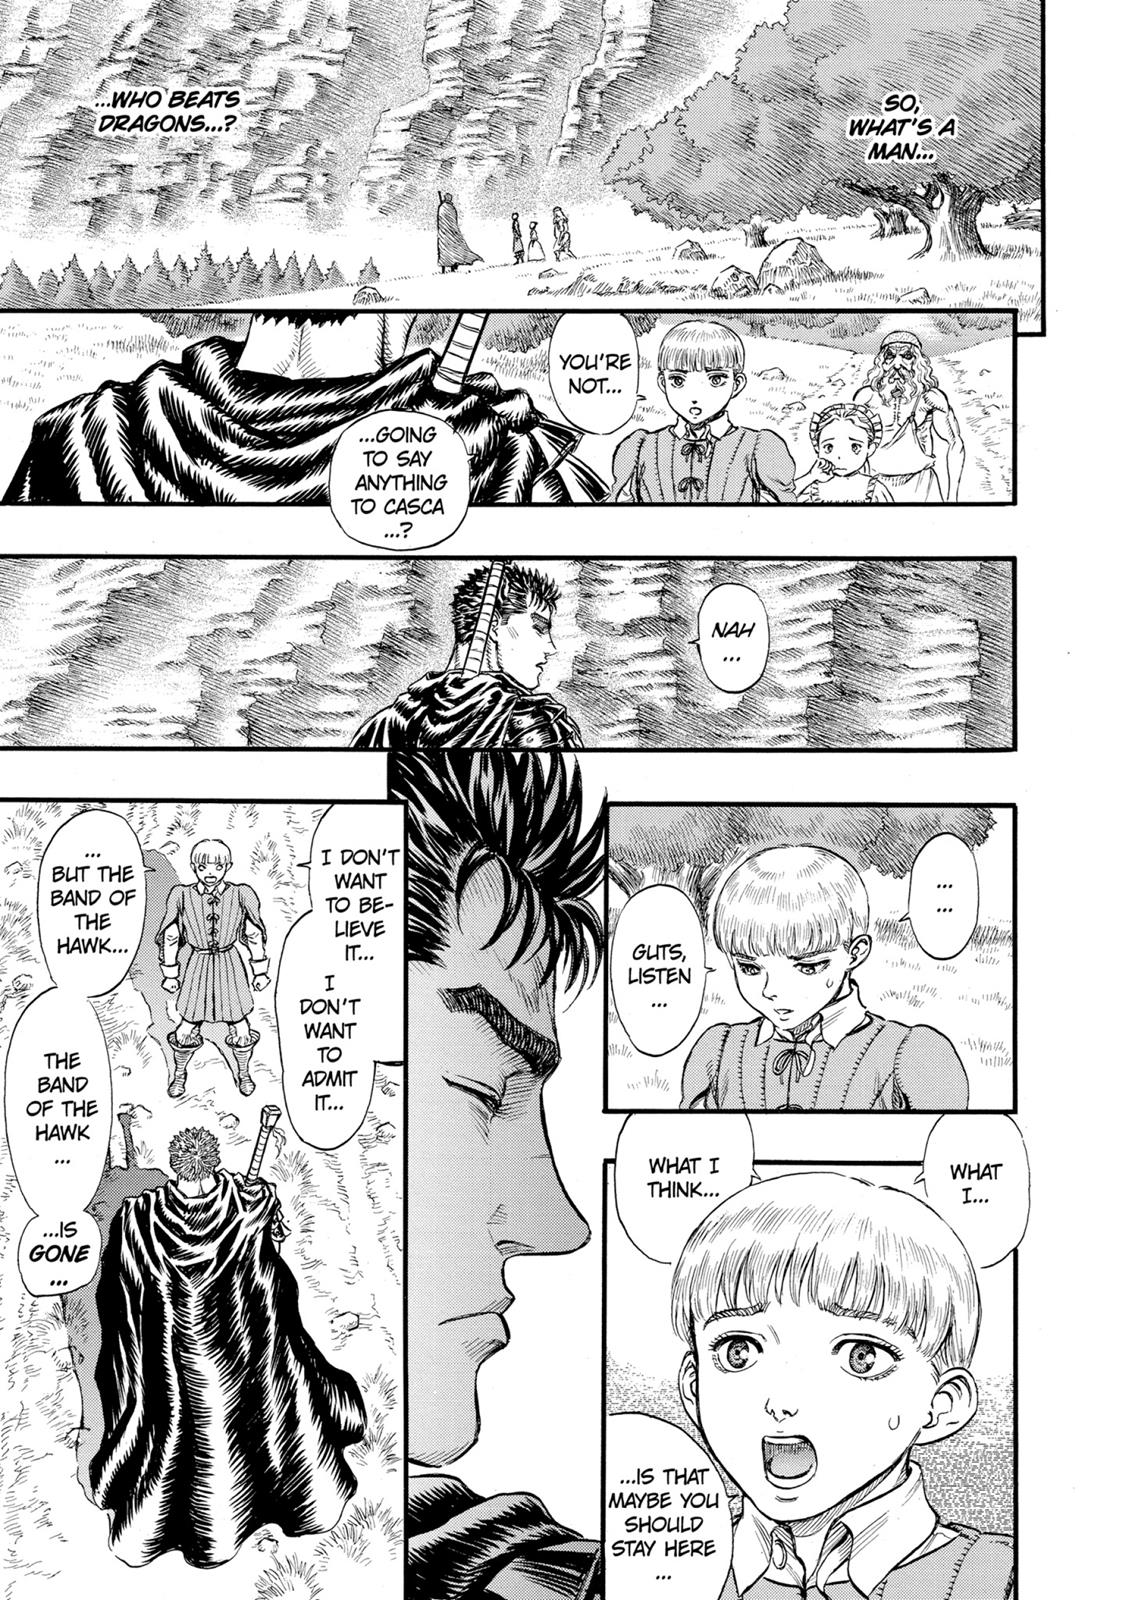 SO,
WHAT'S A
MAN...
...WHO BEATS
DRAGONS...?
YOU'RE
NOT...
...GOING
TO SAY
ANYTHING
TO CASCA
...?
NAH
...
...
...
GUTS,
LISTEN
...
WHAT
I...
WHAT I
THINK...
...IS THAT
MAYBE YOU
SHOULD
STAY HERE
...
I DON'T
WANT
TO BE-
LIEVE
IT...
I
DON'T
WANT
TO
ADMIT
IT...
...
BUT THE
BAND OF
THE
HAWK...
THE
BAND
OF THE
HAWK
...
...IS
GONE
...